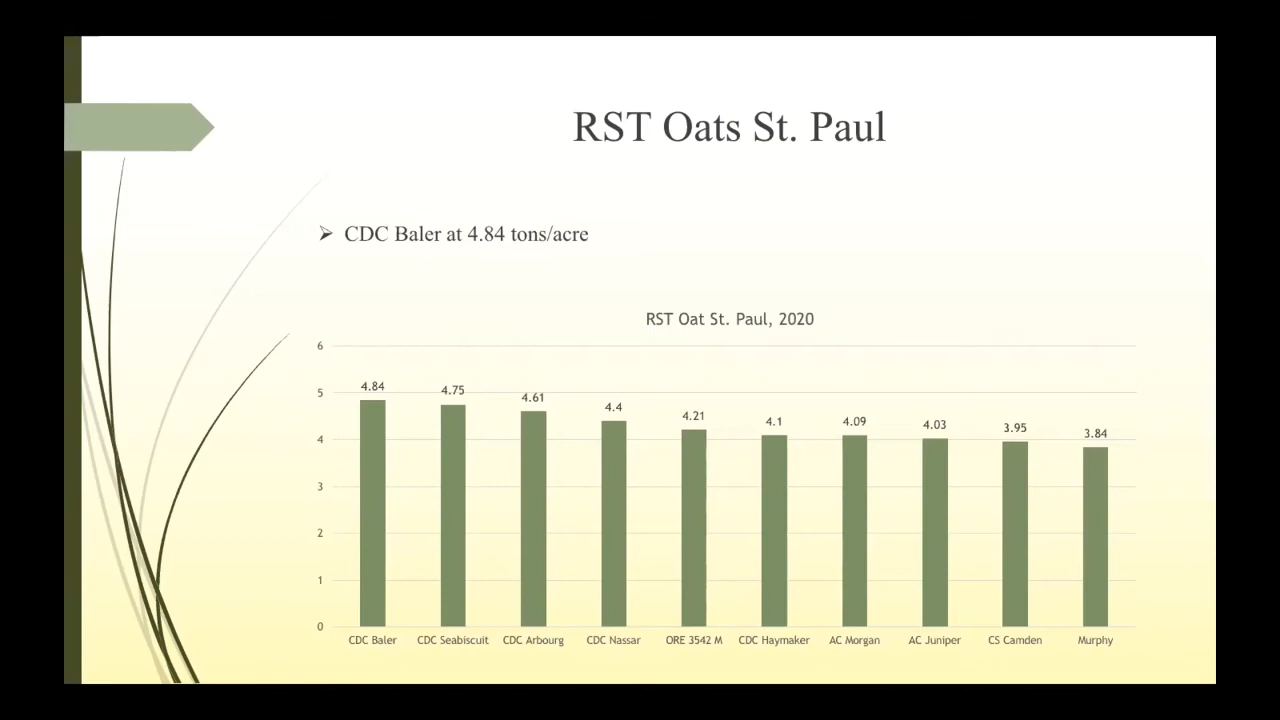 RST Oats St. Paul
CDC Baler at 4.84 tons/acre
RST Oat St. Paul, 2020
6
5
4
3
2
1
0
4.84 4.75 4.61 4.4 4.21 4.1 4.09 4.03 3.95 3.84
CDC Baler CDC Seabiscuit CDC Arbourg CDC Nassar ORE 3542 M CDC Haymaker AC Morgan AC Juniper CS Camden Murphy